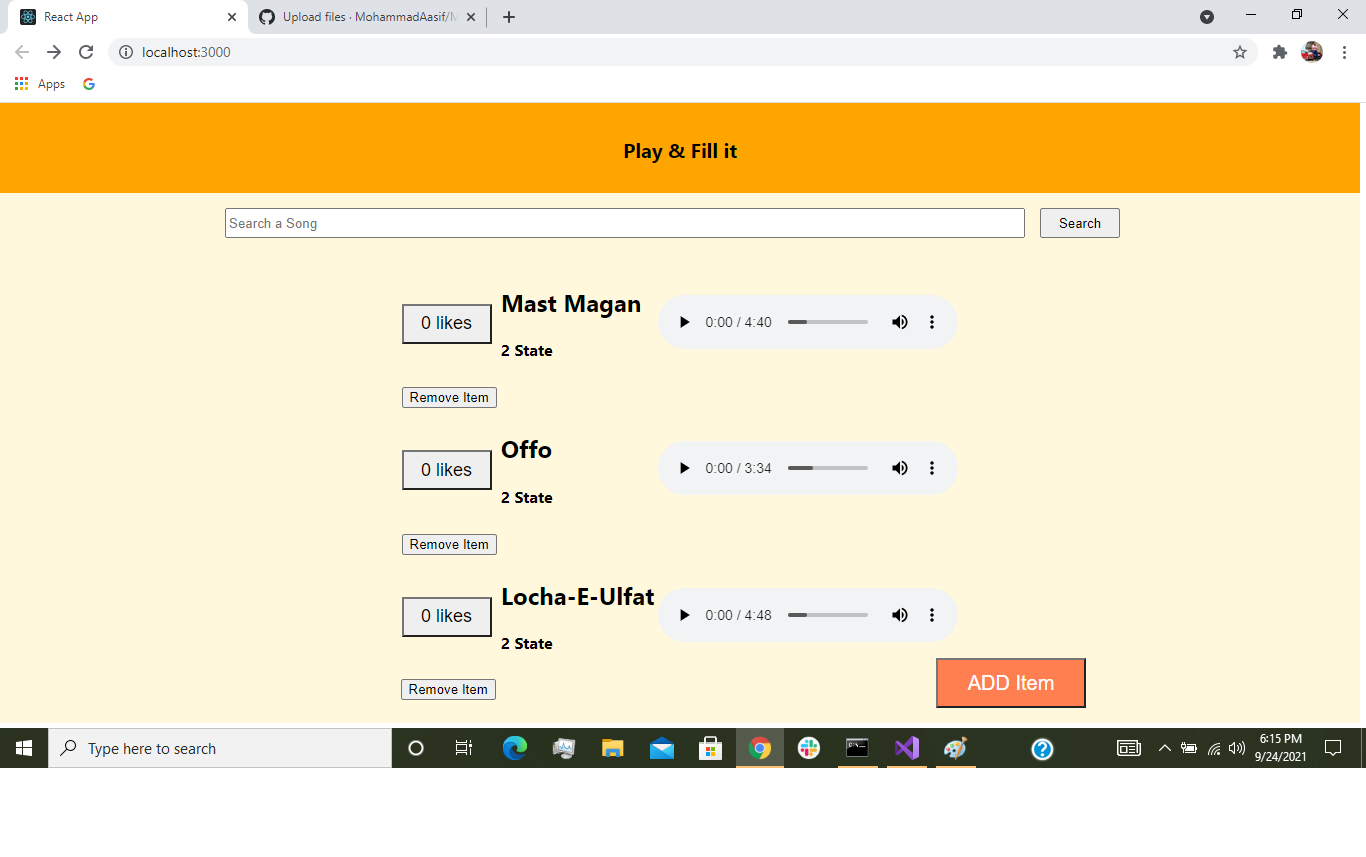 React App
Upload files · MohammadAasif/M
localhost:3000
Apps
Play & Fill it
Search a Song
Search
0 likes
Mast Magan
0:00 / 4:40
2 State
Remove Item
0 likes
Offo
0:00 / 3:34
2 State
Remove Item
0 likes
Locha-E-Ulfat
0:00 / 4:48
2 State
Remove Item
ADD Item
Type here to search
6:15 PM
9/24/2021